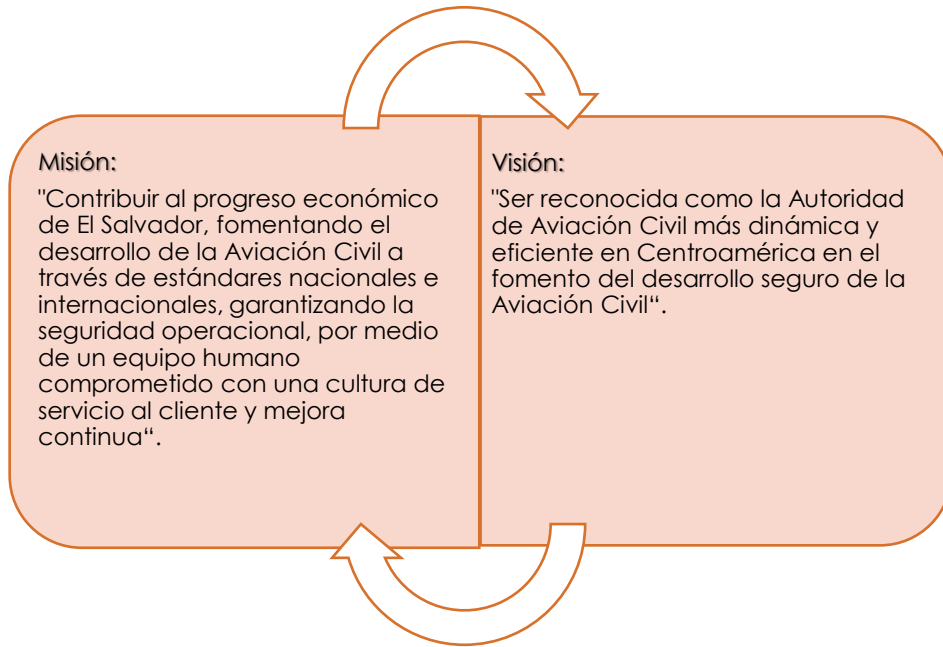 Misión:
"Contribuir al progreso económico
de El Salvador, fomentando el
desarrollo de la Aviación Civil a
través de estándares nacionales e
internacionales, garantizando la
seguridad operacional, por medio
de un equipo humano
comprometido con una cultura de
servicio al cliente y mejora
continua“.
Visión:
"Ser reconocida como la Autoridad
de Aviación Civil más dinámica y
eficiente en Centroamérica en el
fomento del desarrollo seguro de la
Aviación Civil“.